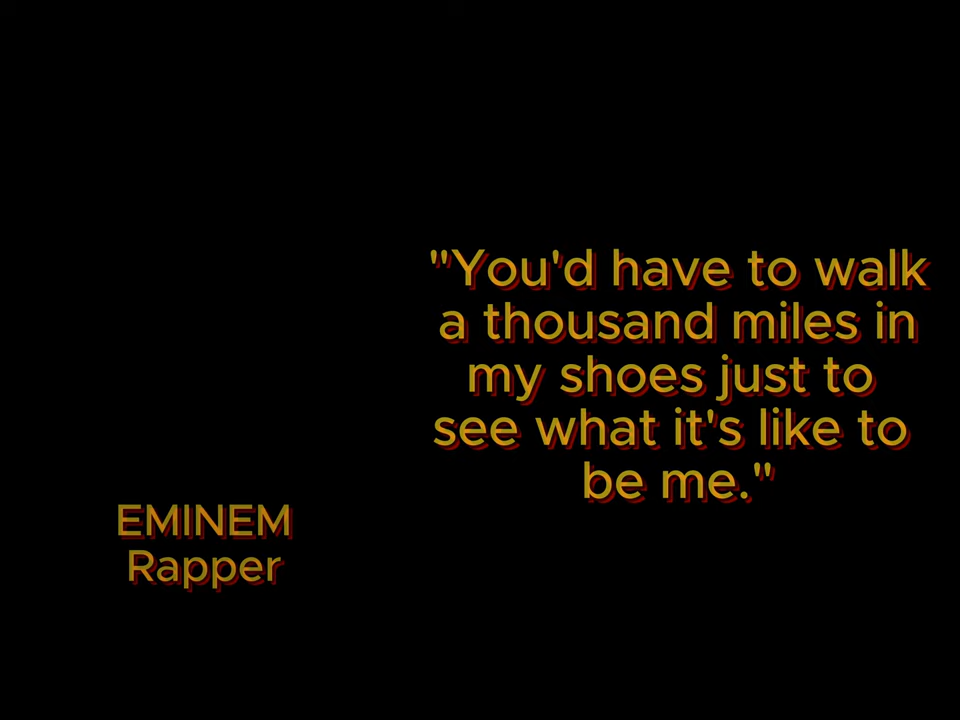 "You'd have to walk
a thousand miles in
my shoes just to
see what it's like to
be me."
EMINEM
Rapper